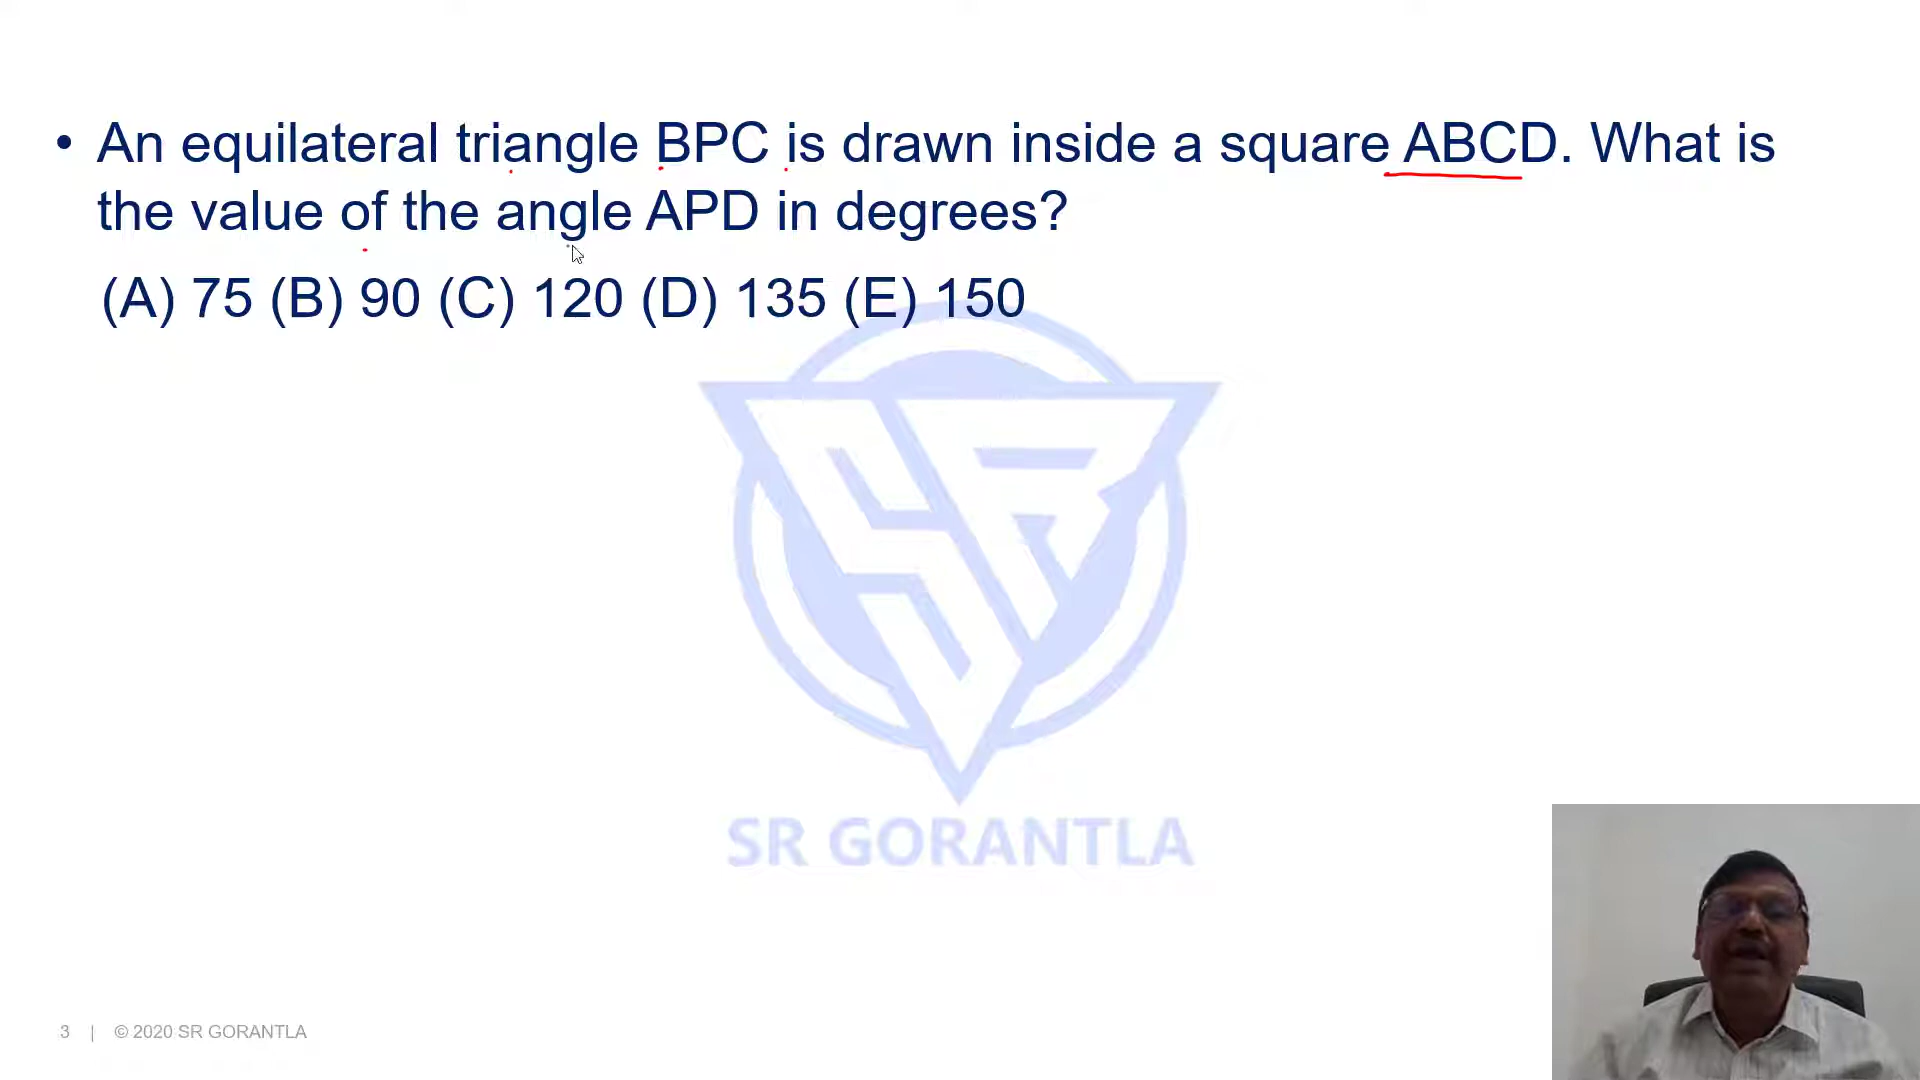 • An equilateral triangle BPC is drawn inside a square ABCD. What is
the value of the angle APD in degrees?
(A) 75 (B) 90 (C) 120 (D) 135 (E) 150
SR
SR GORANTLA
3 | © 2020 SR GORANTLA